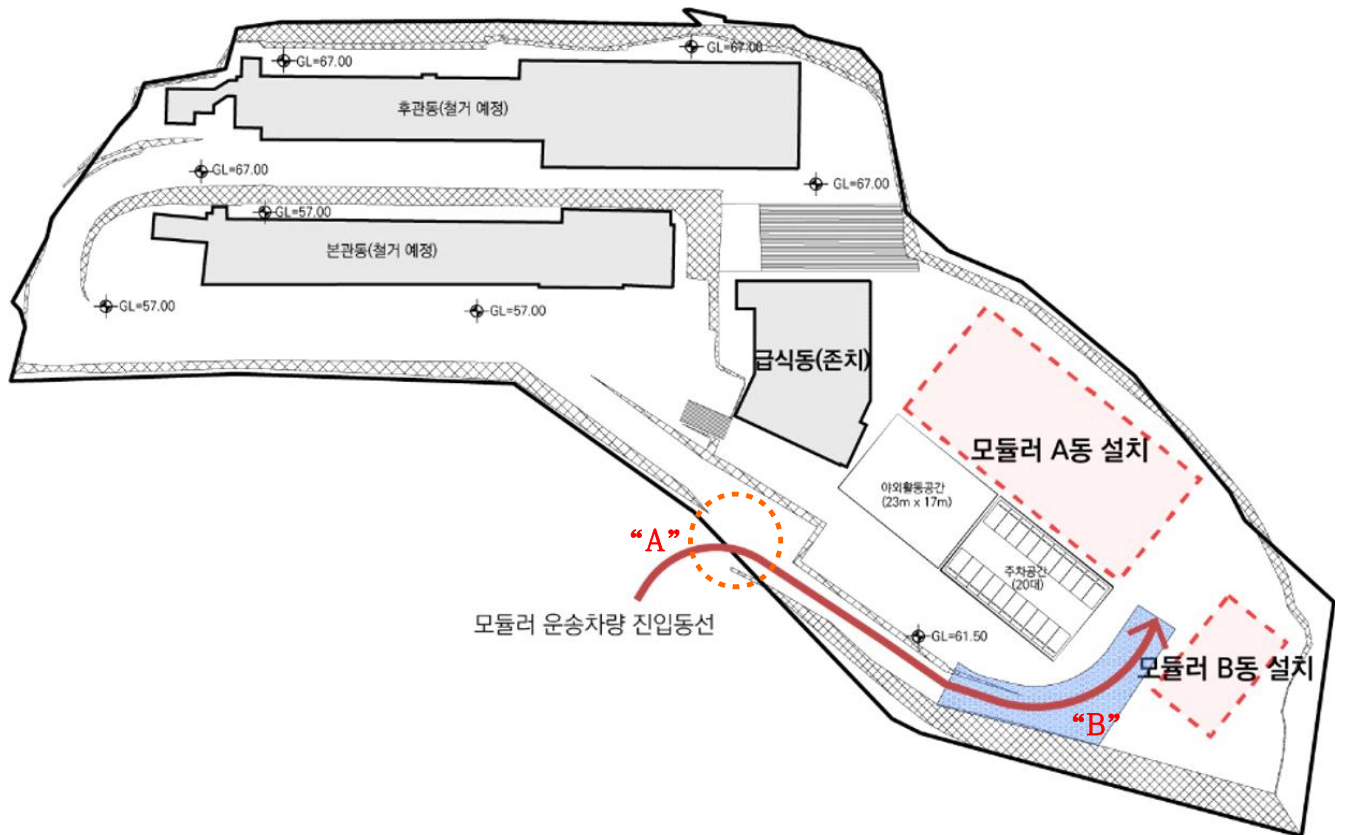 GL=67.00
GL=67.00
후관동(철거 예정)
GL=67.00
GL=67.00
GL=57.00
본관동(철거 예정)
GL=57.00
GL=57.00
급식동(존치)
모듈러 A동 설치
야외활동공간
(23m x 17m)
“A”
주차공간
(20대)
모듈러 운송차량 진입동선
GL=61.50
모듈러 B동 설치
“B”